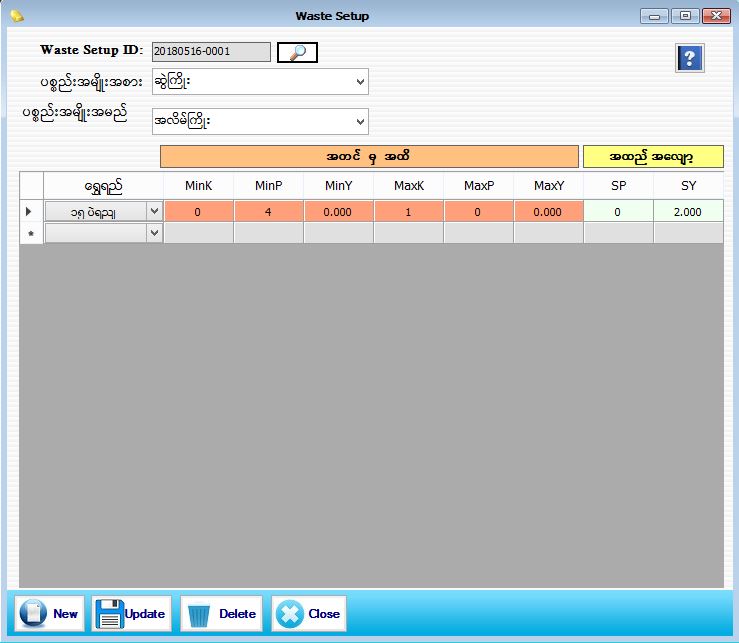 Waste Setup
Waste Setup ID: 20180516-0001
ပစ္စည်းအမျိုးအစား ဆွဲကြိုး
ပစ္စည်းအမျိုးအမည် အလိမ်ကြိုး
အတင် မှ အထိ အထည် အလျော့
ရွှေရည် MinK MinP MinY MaxK MaxP MaxY SP SY
၁၅ ပဲရည် 0 4 0.000 1 0 0.000 0 2.000
New Update Delete Close